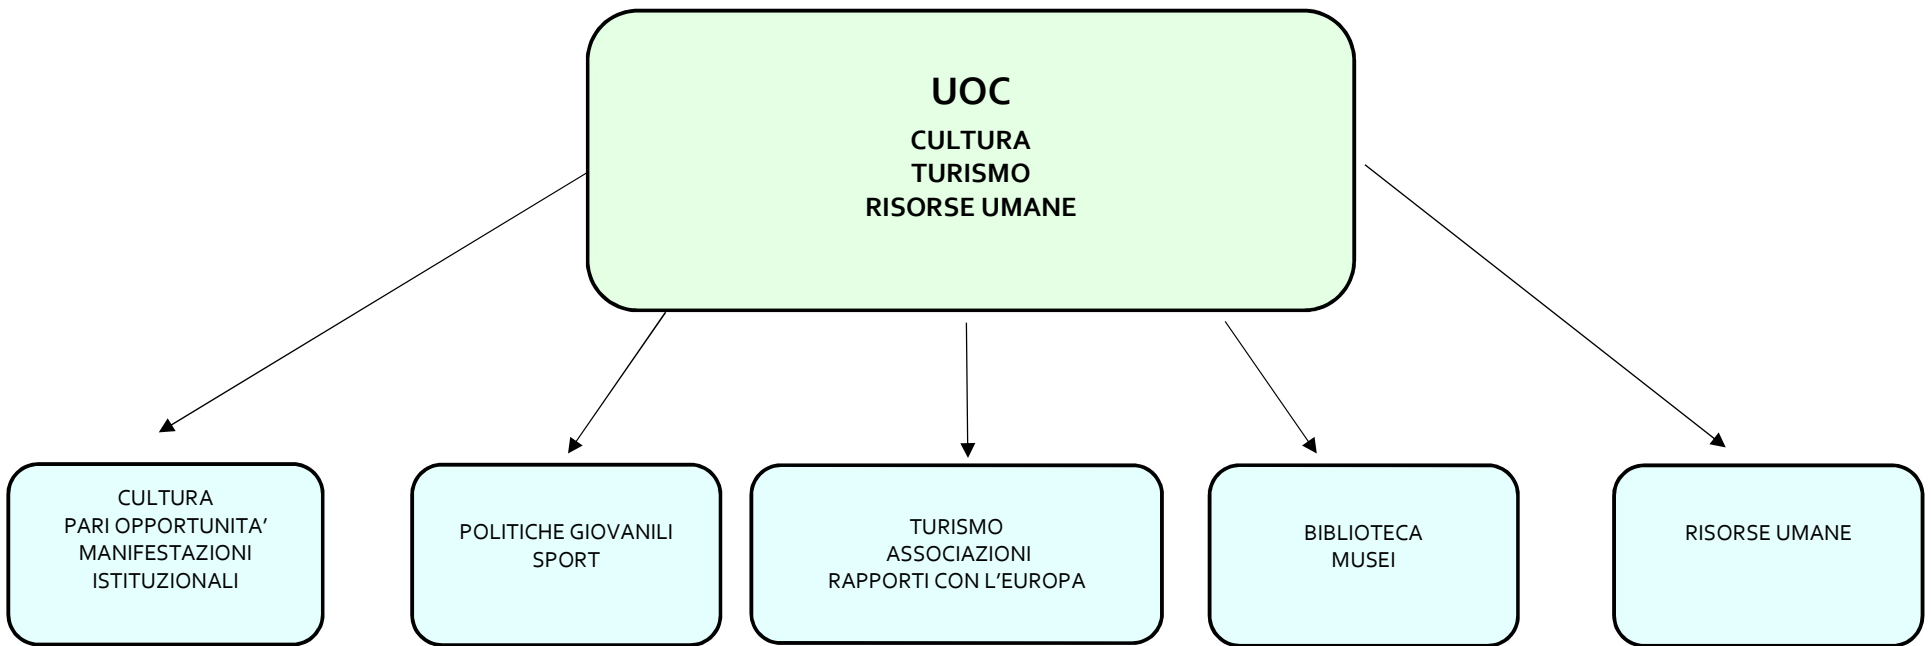 UOC
CULTURA
TURISMO
RISORSE UMANE
CULTURA
PARI OPPORTUNITA’
MANIFESTAZIONI
ISTITUZIONALI
POLITICHE GIOVANILI
SPORT
TURISMO
ASSOCIAZIONI
RAPPORTI CON L’EUROPA
BIBLIOTECA
MUSEI
RISORSE UMANE